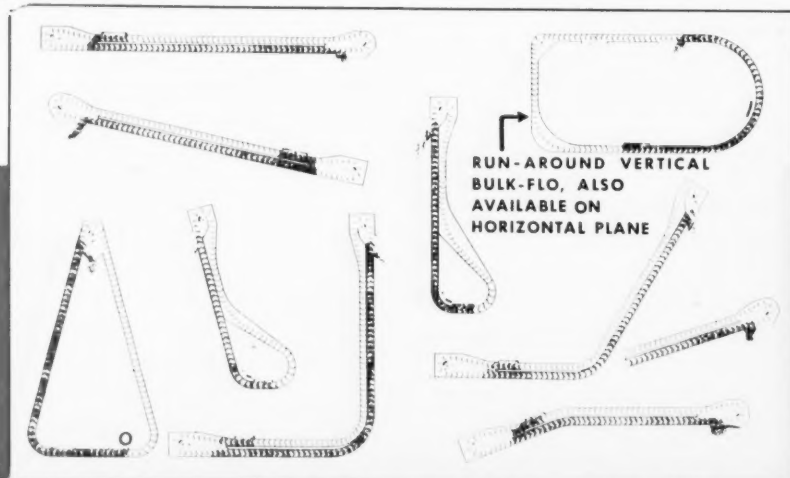 RUN-AROUND VERTICAL
BULK-FLO, ALSO
AVAILABLE ON
HORIZONTAL PLANE